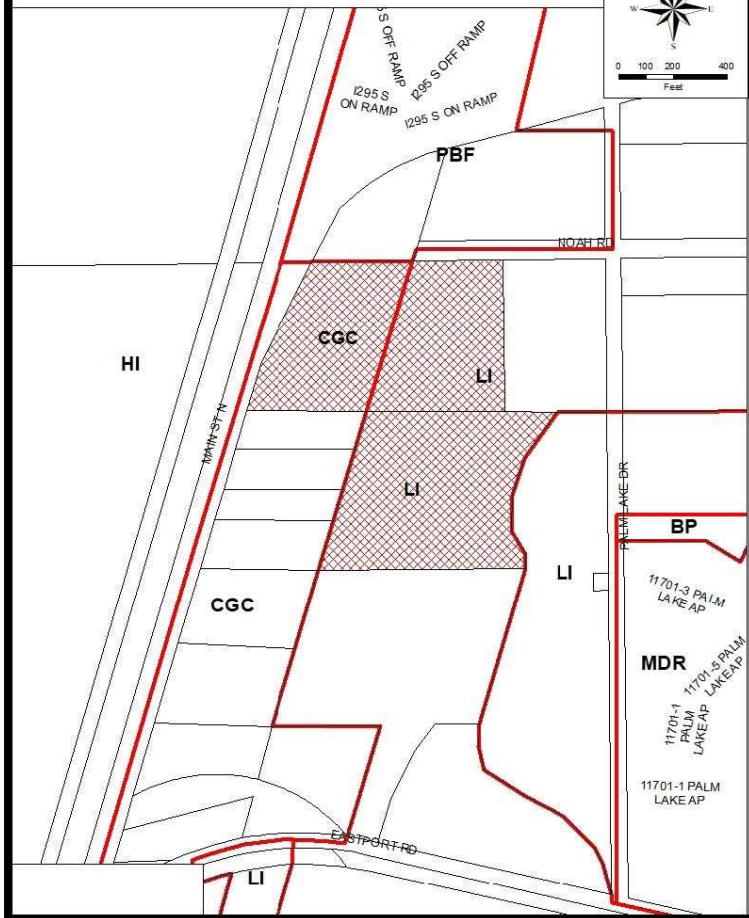 S OFF RAMP
I295 S OFF RAMP
I295 S
ON RAMP
I295 S ON RAMP
W
E
S
0 100 200 400
Feet
PBF
NOAH RD
CGC
HI
LI
MAIN ST N
LI
PALM LAKE DR
BP
LI
11701-3 PALM
LAKE AP
CGC
MDR
11701-5 PALM
LAKE AP
11701-1
PALM
LAKE AP
11701-1 PALM
LAKE AP
EASTPORT RD
LI